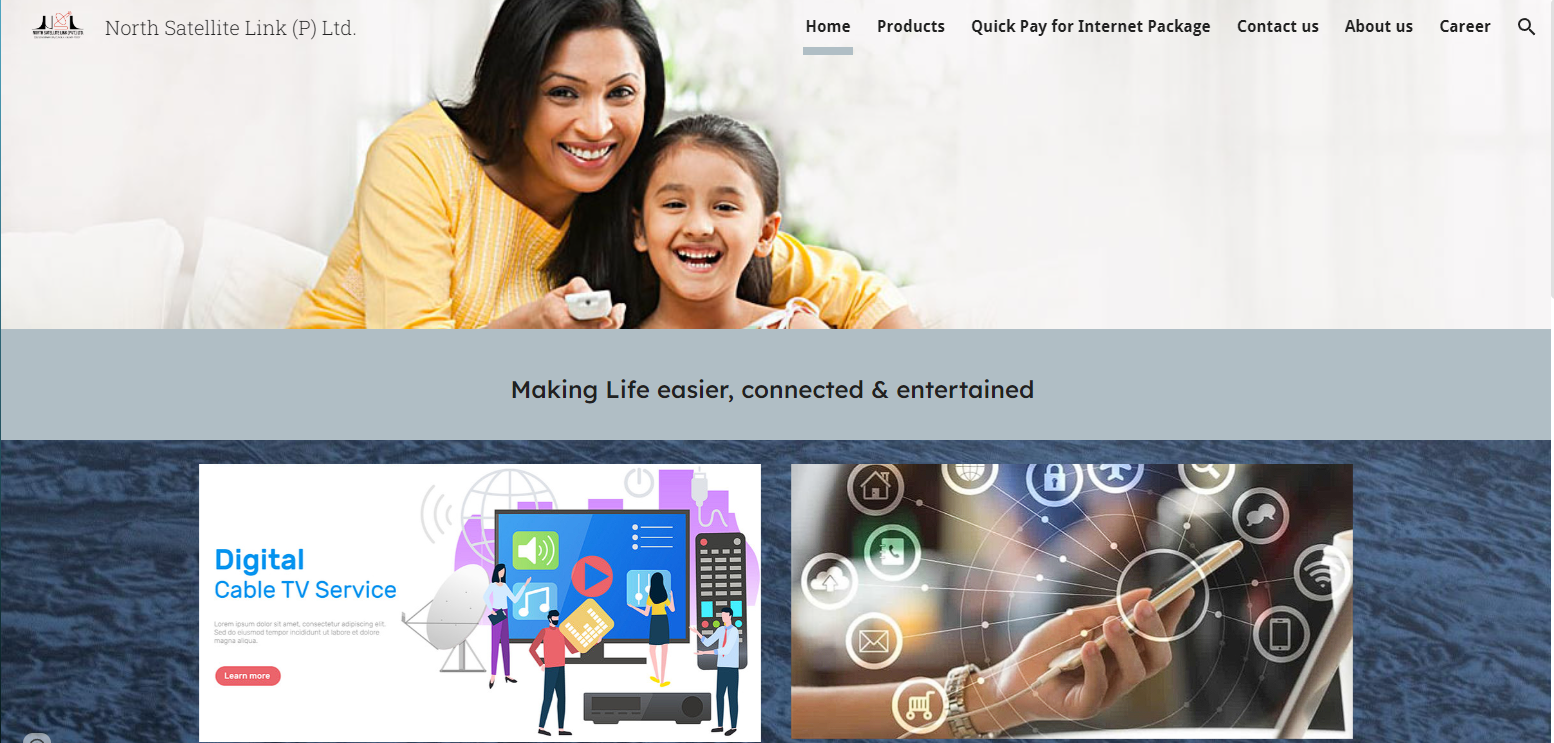 North Satellite Link (P) Ltd.
Home Products Quick Pay for Internet Package Contact us About us Career
Making Life easier, connected & entertained
Digital
Cable TV Service
Lorem ipsum dolor sit amet, consectetur adipiscing elit.
Sed do eiusmod tempor incididunt ut labore et dolore
magna aliqua.
Learn more